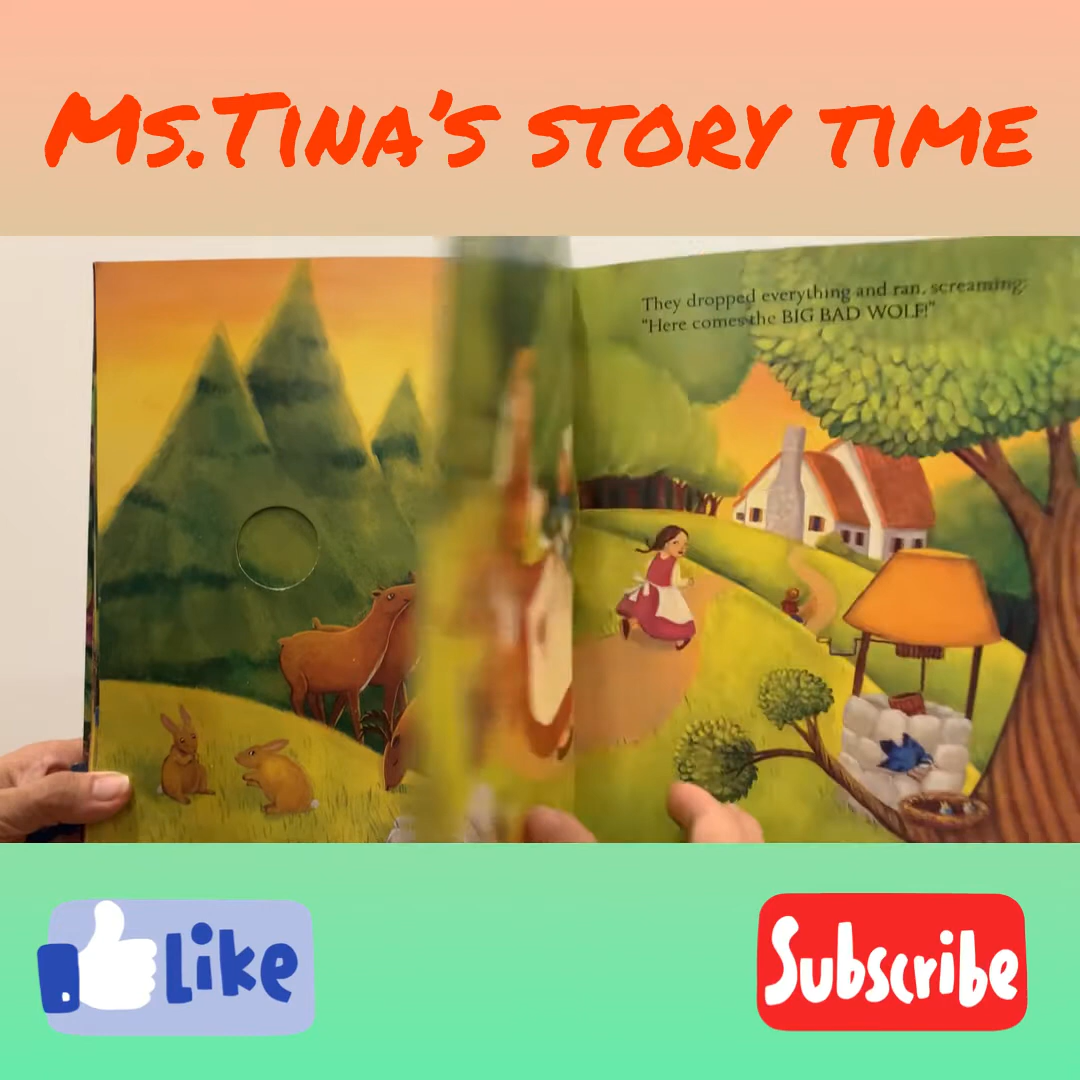 Ms.Tina's story time
They dropped everything and ran, screaming,
"Here comes the BIG BAD WOLF!"
Like
Subscribe